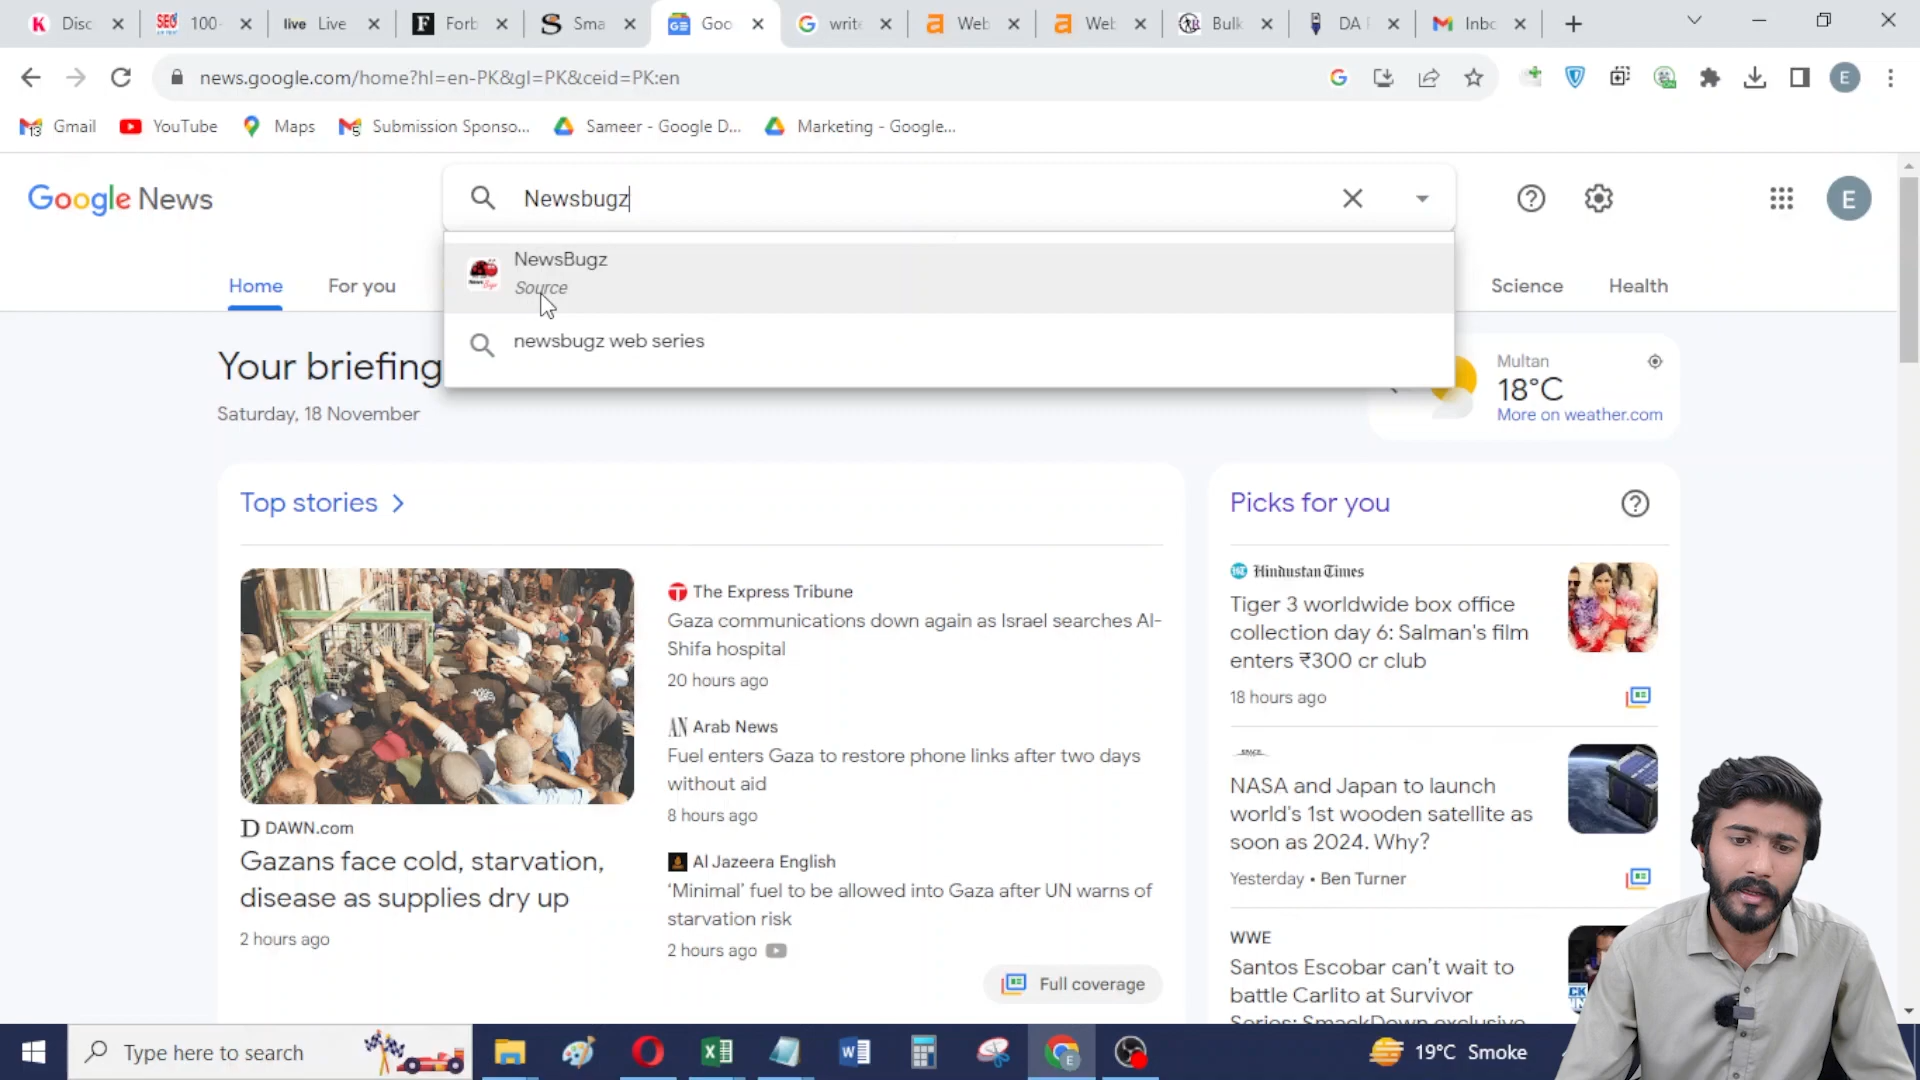 Disc
100
live Live
Forb
Sma
Goo
write
Web
Web
Bulk
DA
Inbo
news.google.com/home?hl=en-PK&gl=PK&ceid=PK:en
E
Gmail
YouTube
Maps
Submission Sponso...
Sameer - Google D...
Marketing - Google...
Google News
Newsbugz
E
NewsBugz
Source
newsbugz web series
Home
For you
Science
Health
Your briefing
Saturday, 18 November
Multan
18°C
More on weather.com
Top stories
The Express Tribune
Gaza communications down again as Israel searches Al-
Shifa hospital
20 hours ago
Arab News
Fuel enters Gaza to restore phone links after two days
without aid
8 hours ago
Al Jazeera English
‘Minimal’ fuel to be allowed into Gaza after UN warns of
starvation risk
2 hours ago
Full coverage
DAWN.com
Gazans face cold, starvation,
disease as supplies dry up
2 hours ago
Picks for you
Hindustan Times
Tiger 3 worldwide box office
collection day 6: Salman's film
enters ₹300 cr club
18 hours ago
NASA and Japan to launch
world's 1st wooden satellite as
soon as 2024. Why?
Yesterday • Ben Turner
WWE
Santos Escobar can’t wait to
battle Carlito at Survivor
Series: SmackDown exclusive
Type here to search
19°C Smoke